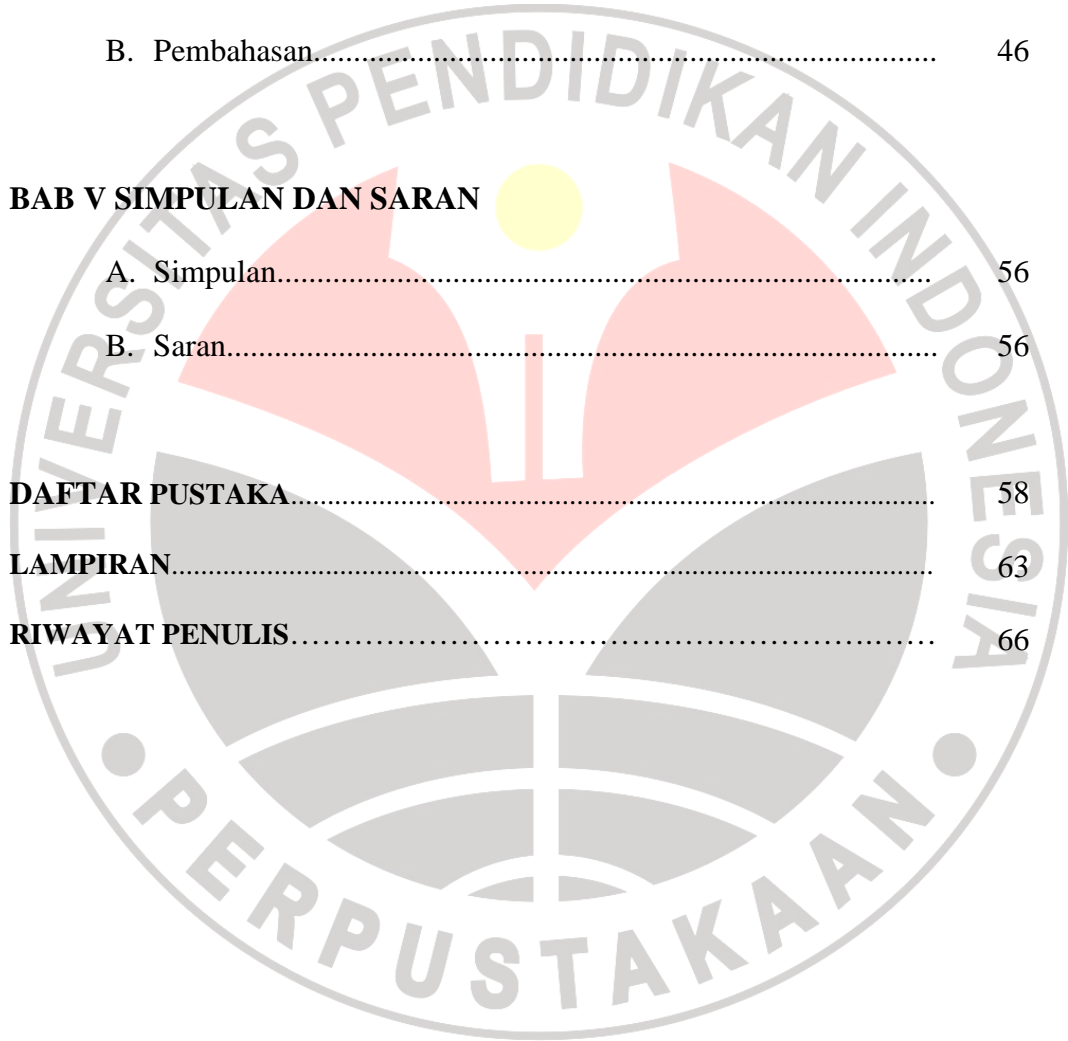 B. Pembahasan............................................................................. 46
BAB V SIMPULAN DAN SARAN
A. Simpulan................................................................................. 56
B. Saran........................................................................................ 56
DAFTAR PUSTAKA................................................................................. 58
LAMPIRAN................................................................................................ 63
RIWAYAT PENULIS………………………………………………… 66
UNIVERSITAS PENDIDIKAN INDONESIA
PERPUSTAKAAN